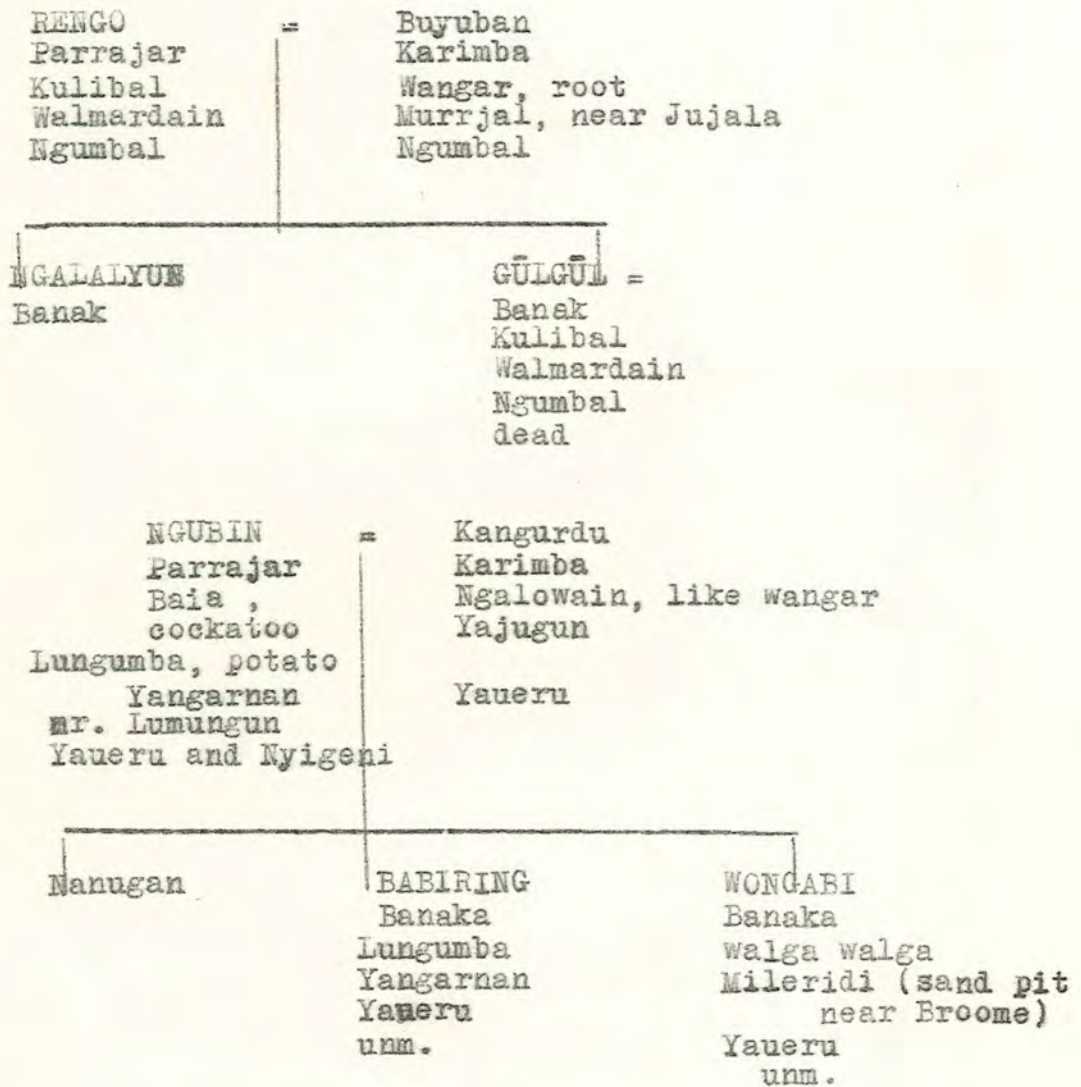 RENGO = Buyuban
Parrajar Karimba
Kulibal Wangar, root
Walmardain Murrjal, near Jujala
Ngumbal Ngumbal
NGALALYUN GŪLGŪL =
Banak Banak
Kulibal
Walmardain
Ngumbal
dead
NGUBIN = Kangurdu
Parrajar Karimba
Baia , Ngalowain, like wangar
cockatoo Yajugun
Lungumba, potato
Yangarnan Yaueru
mr. Lumungun
Yaueru and Nyigeni
Nanugan BABIRING WONGABI
Banaka Banaka
Lungumba walga walga
Yangarnan Mileridi (sand pit
Yaueru near Broome)
unm. Yaueru
unm.